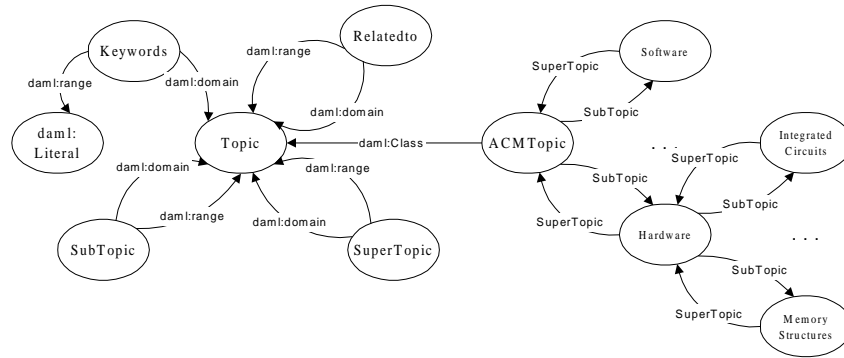 Keywords
Relatedto
Software
daml:range
daml:domain
daml:range
daml:domain
SuperTopic
SubTopic
daml:
Literal
Topic
daml:Class
ACMTopic
. . .
Integrated
Circuits
SuperTopic
daml:domain
daml:range
daml:range
daml:domain
SubTopic
SubTopic
SuperTopic
SubTopic
SuperTopic
Hardware
. . .
SubTopic
SuperTopic
Memory
Structures